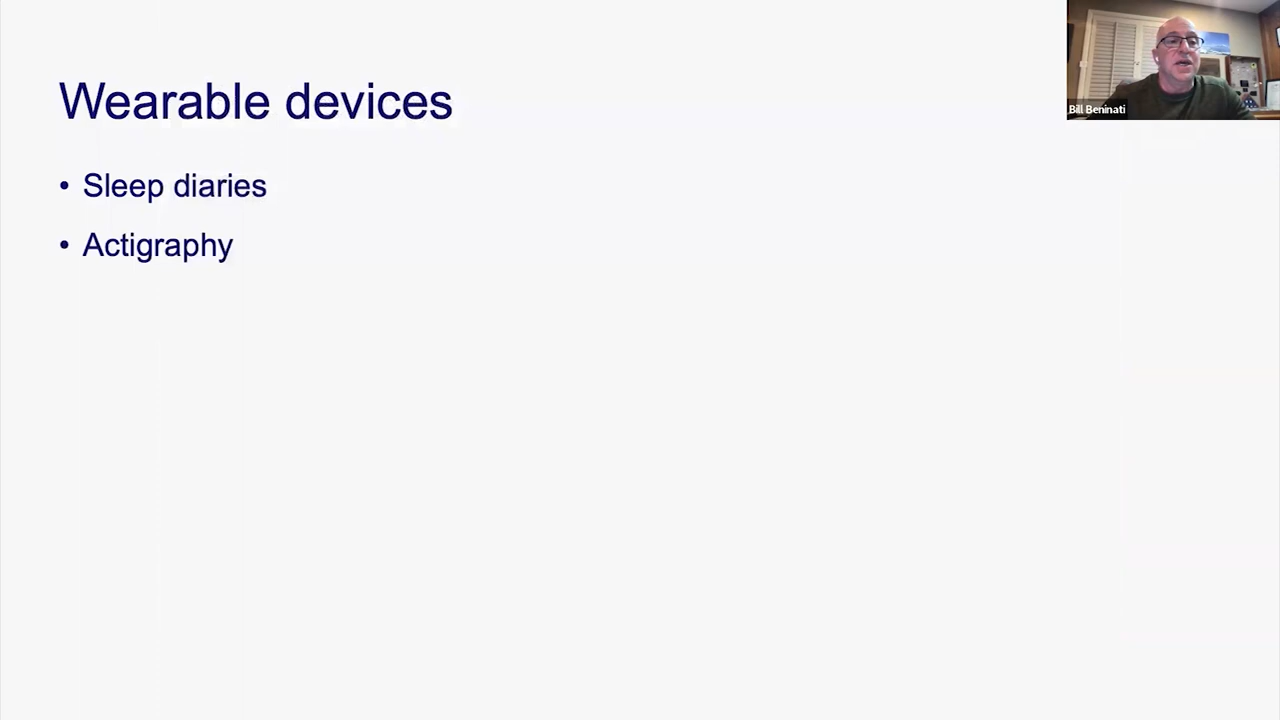 Wearable devices
• Sleep diaries
• Actigraphy
Bill Beninati